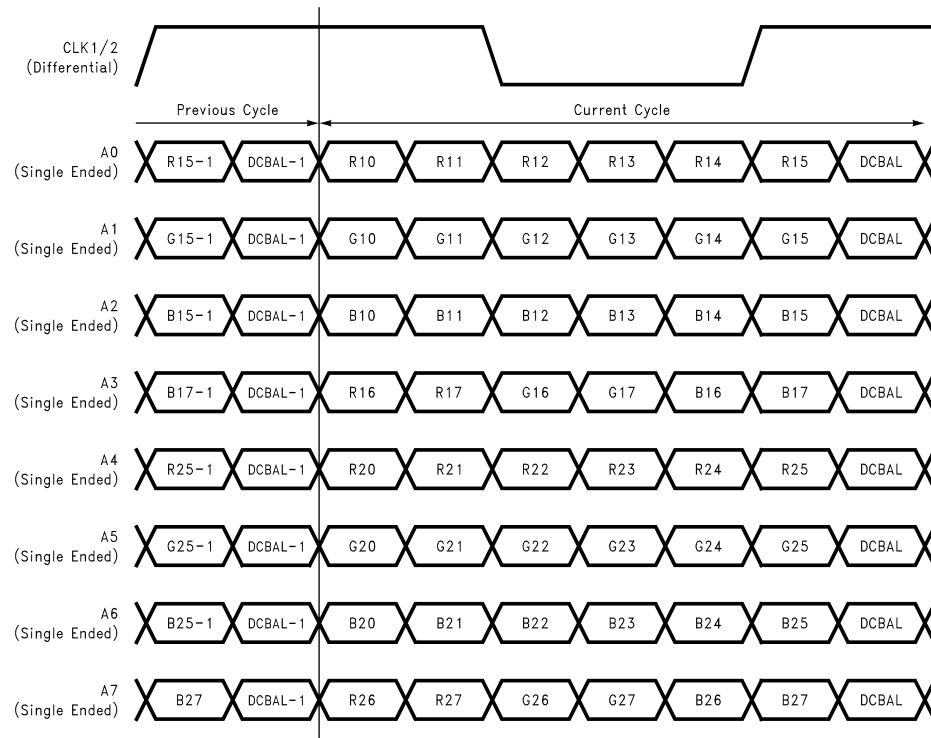 CLK1/2
(Differential)
Previous Cycle Current Cycle
A0
(Single Ended)
R15-1 DCBAL-1 R10 R11 R12 R13 R14 R15 DCBAL
A1
(Single Ended)
G15-1 DCBAL-1 G10 G11 G12 G13 G14 G15 DCBAL
A2
(Single Ended)
B15-1 DCBAL-1 B10 B11 B12 B13 B14 B15 DCBAL
A3
(Single Ended)
B17-1 DCBAL-1 R16 R17 G16 G17 B16 B17 DCBAL
A4
(Single Ended)
R25-1 DCBAL-1 R20 R21 R22 R23 R24 R25 DCBAL
A5
(Single Ended)
G25-1 DCBAL-1 G20 G21 G22 G23 G24 G25 DCBAL
A6
(Single Ended)
B25-1 DCBAL-1 B20 B21 B22 B23 B24 B25 DCBAL
A7
(Single Ended)
B27 DCBAL-1 R26 R27 G26 G27 B26 B27 DCBAL